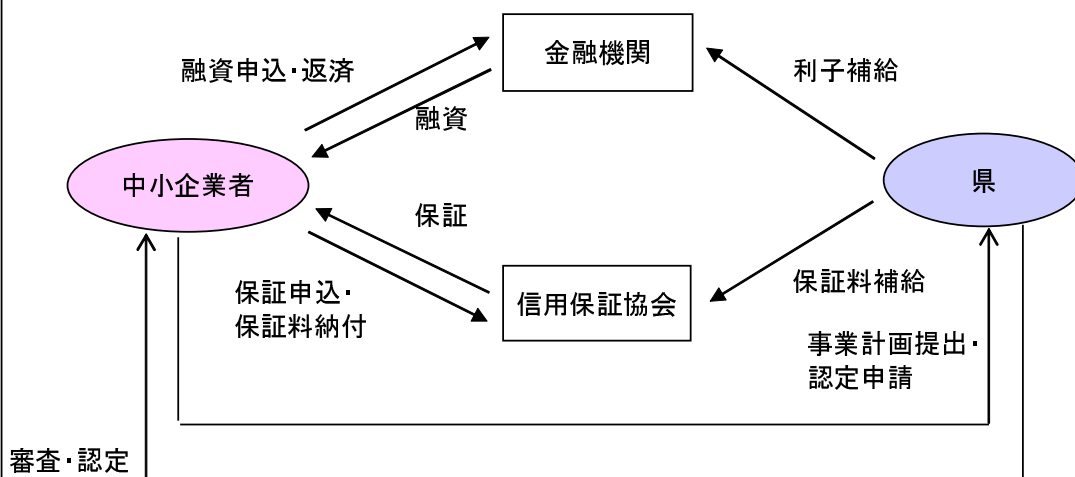 金融機関
融資申込・返済
利子補給
融資
中小企業者
県
保証
保証申込・
保証料納付
信用保証協会
保証料補給
事業計画提出・
認定申請
審査・認定